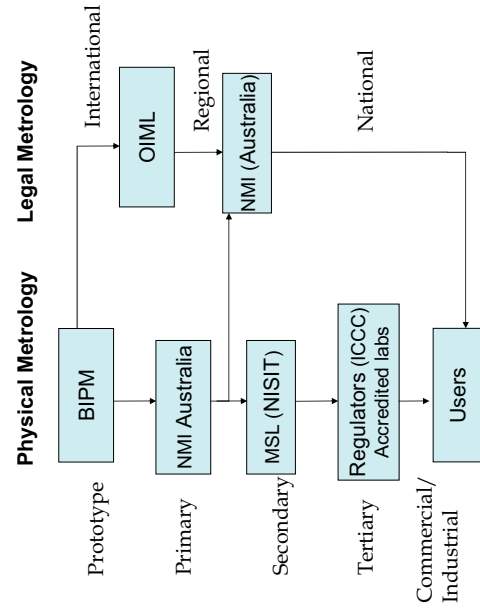 Physical Metrology
Legal Metrology
Prototype
BIPM
International
OIML
Primary
NMI Australia
Regional
NMI (Australia)
Secondary
MSL (NISIT)
Tertiary
Regulators (ICCC)
Accredited labs
National
Commercial/
Industrial
Users